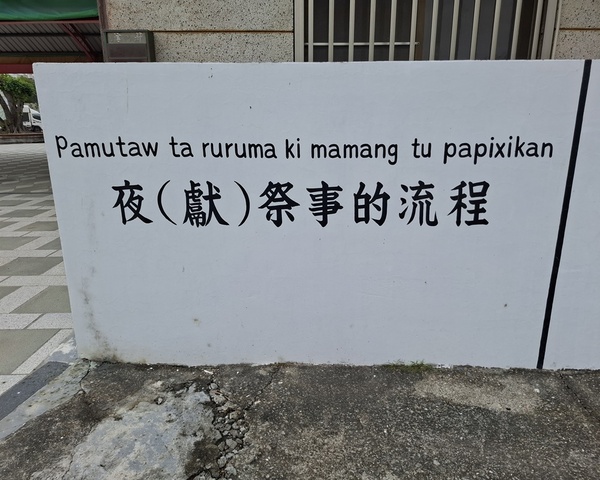 Pamutaw ta ruruma ki mamang tu papixikan
夜(獻)祭事的流程